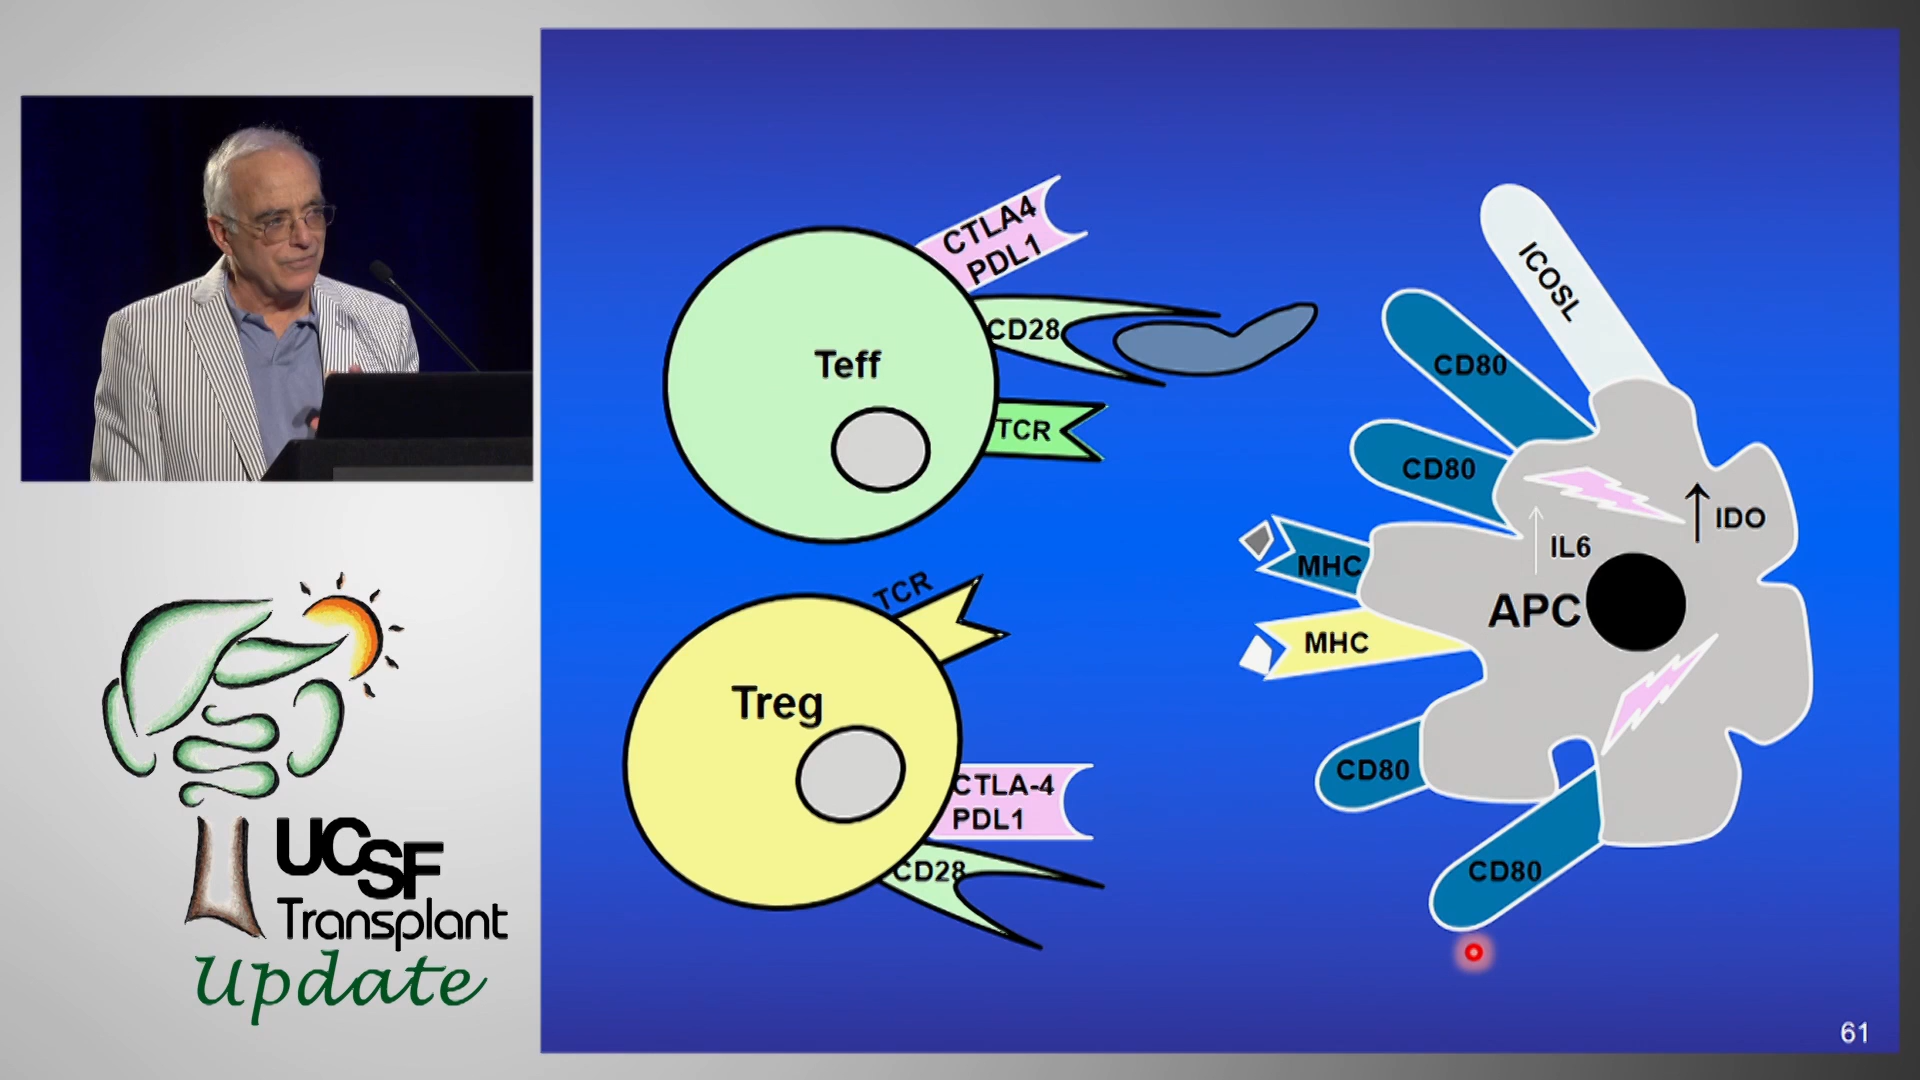 CTLA4
PDL1
CD28
Teff
TCR
TCR
Treg
CTLA-4
PDL1
CD28
ICOSL
CD80
CD80
MHC
MHC
IL6
IDO
APC
CD80
CD80
61
UCSF
Transplant
Update